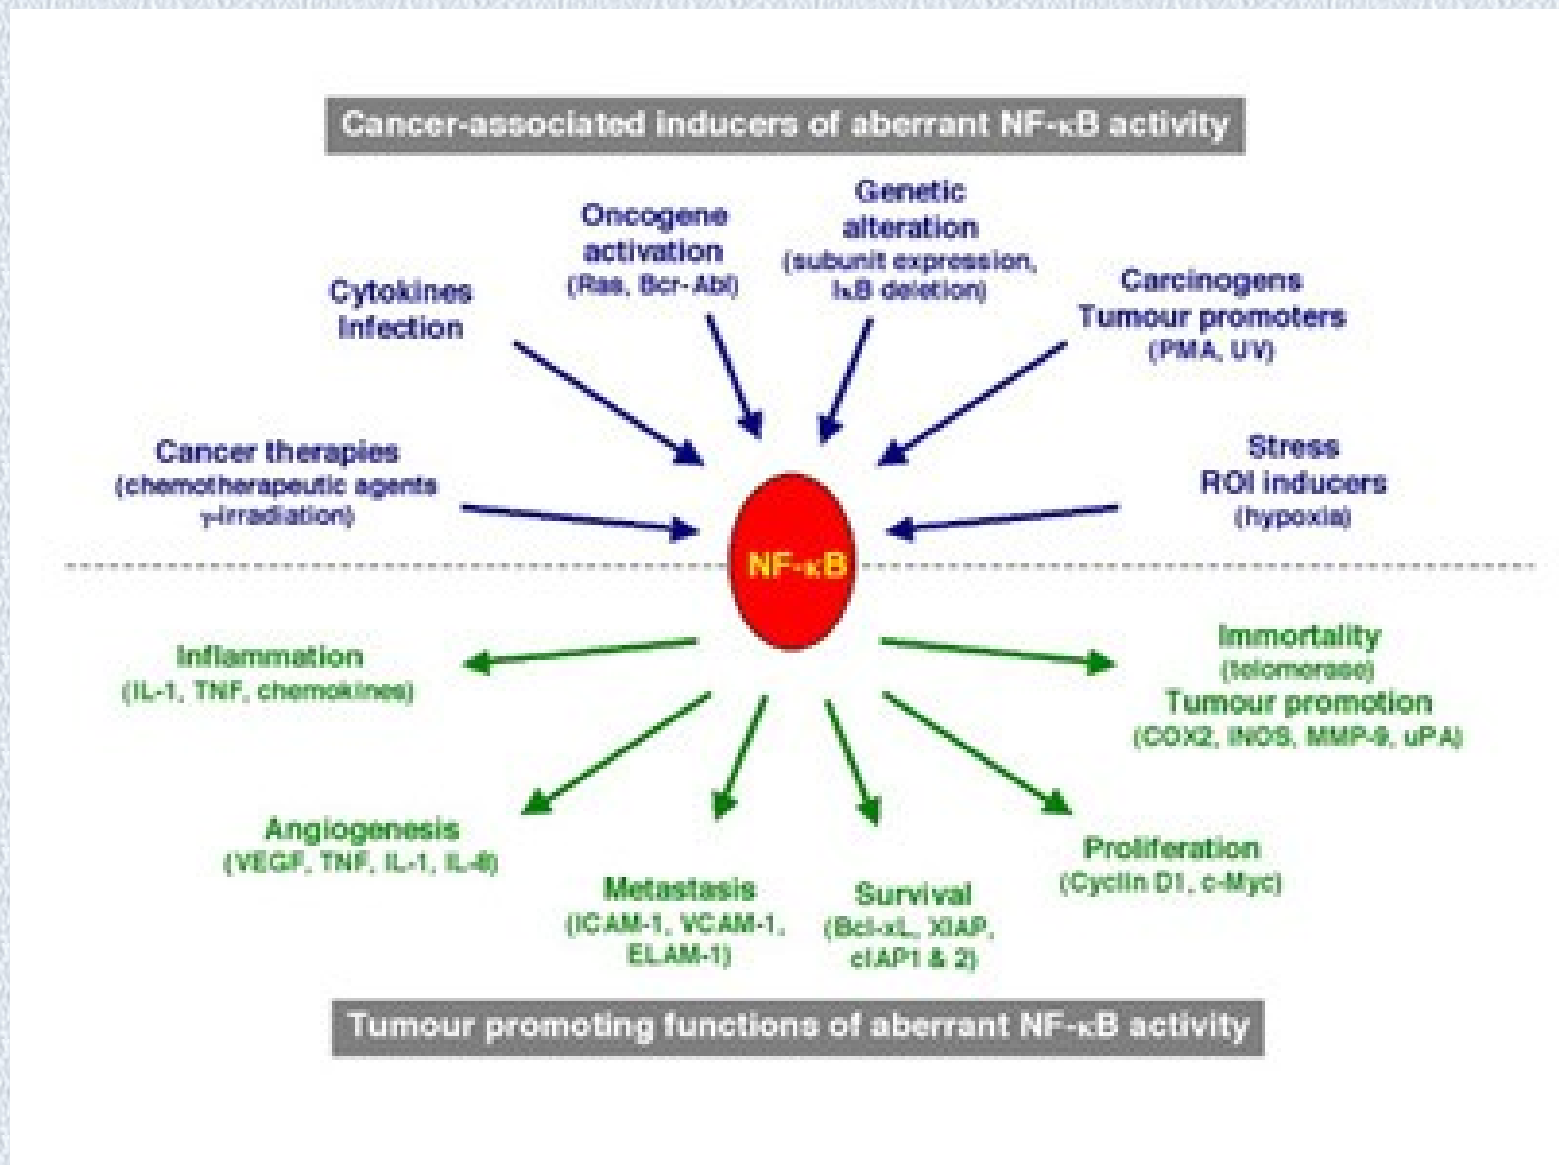 Cancer-associated inducers of aberrant NF-κB activity
Cytokines
Infection
Oncogene
activation
(Ras, Bcr-Abl)
Genetic
alteration
(subunit expression,
IκB deletion)
Carcinogens
Tumour promoters
(PMA, UV)
Cancer therapies
(chemotherapeutic agents
γ-irradiation)
Stress
ROI inducers
(hypoxia)
NF-κB
Inflammation
(IL-1, TNF, chemokines)
Immortality
(telomerase)
Tumour promotion
(COX2, iNOS, MMP-9, uPA)
Angiogenesis
(VEGF, TNF, IL-1, IL-8)
Metastasis
(ICAM-1, VCAM-1,
ELAM-1)
Survival
(Bcl-xL, XIAP,
cIAP1 & 2)
Proliferation
(Cyclin D1, c-Myc)
Tumour promoting functions of aberrant NF-κB activity